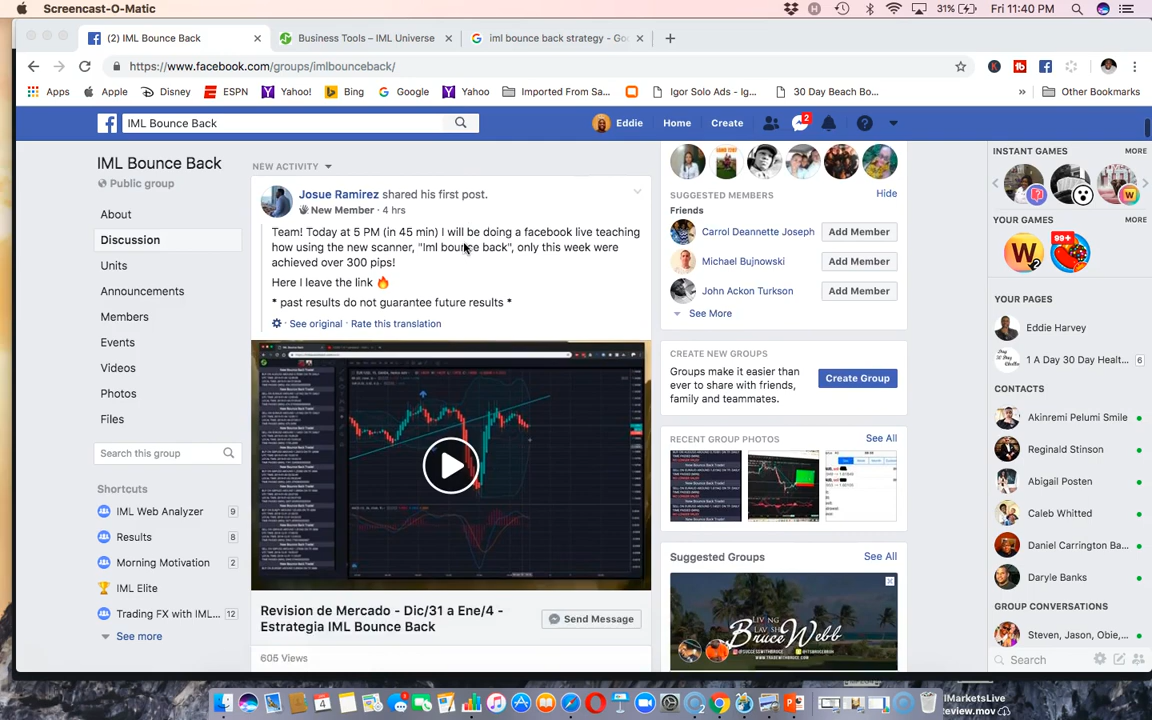 Screencast-O-Matic
31%
Fri 11:40 PM
(2) IML Bounce Back
Business Tools – IML Universe
iml bounce back strategy - Goo
https://www.facebook.com/groups/imlbounceback/
Apps
Apple
Disney
ESPN
Yahoo!
Bing
Google
Yahoo
Imported From Sa...
Igor Solo Ads - Ig...
30 Day Beach Bo...
»
Other Bookmarks
IML Bounce Back
Eddie
Home
Create
2
IML Bounce Back
Public group
About
Discussion
Units
Announcements
Members
Events
Videos
Photos
Files
Search this group
Shortcuts
IML Web Analyzer 9
Results 8
Morning Motivation 2
IML Elite
Trading FX with IML... 12
See more
NEW ACTIVITY
Josue Ramirez shared his first post.
New Member · 4 hrs
Team! Today at 5 PM (in 45 min) I will be doing a facebook live teaching
how using the new scanner, "Iml bounce back", only this week were
achieved over 300 pips!
Here I leave the link 🔥
* past results do not guarantee future results *
See original · Rate this translation
Revision de Mercado - Dic/31 a Ene/4 -
Estrategia IML Bounce Back
Send Message
605 Views
SUGGESTED MEMBERS
Hide
Friends
Carrol Deannette Joseph
Add Member
Michael Bujnowski
Add Member
John Ackon Turkson
Add Member
See More
CREATE NEW GROUPS
Groups make it easier than
ever to share with friends,
family and teammates.
Create Group
RECENT GROUP PHOTOS
See All
Suggested Groups
See All
LIVING
LAVISH
BRUCE WEBB
INSTANT GAMES
MORE
YOUR GAMES
MORE
99+
YOUR PAGES
Eddie Harvey
1 A Day 30 Day Healt... 6
CONTACTS
Akinremi Pelumi Smile
Reginald Stinson
Abigail Posten
Caleb Whitted
Daniel Carrington Ba...
Daryle Banks
GROUP CONVERSATIONS
Steven, Jason, Obie,...
Search
IMarketsLive
review.mov